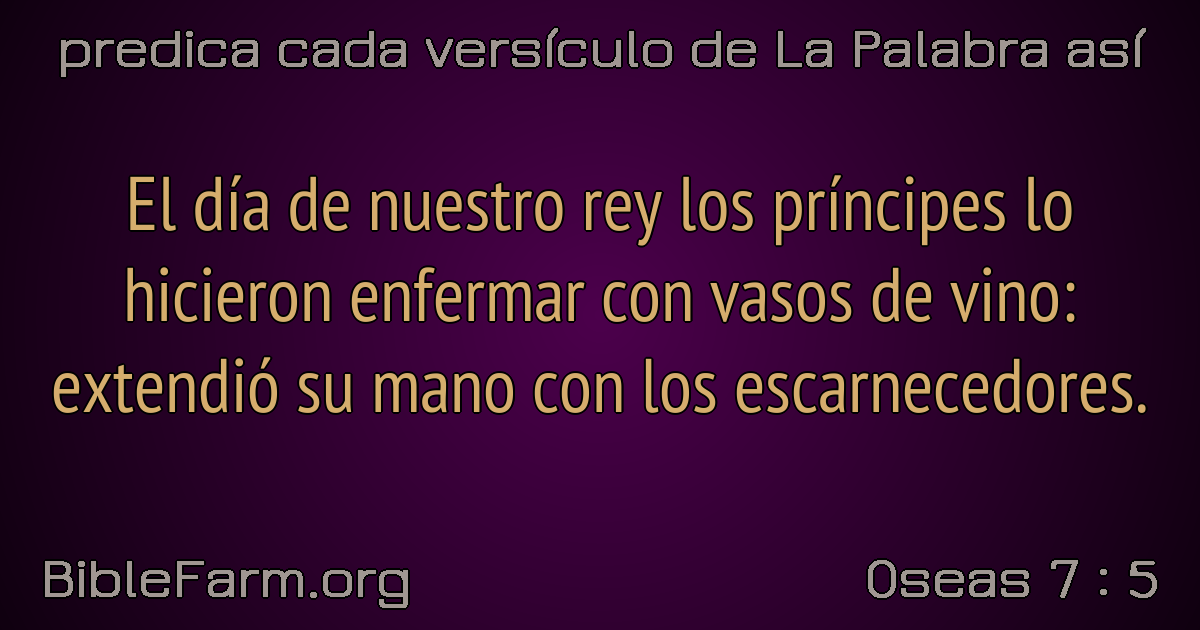 predica cada versículo de La Palabra así
El día de nuestro rey los príncipes lo
hicieron enfermar con vasos de vino:
extendió su mano con los escarnecedores.
BibleFarm.org
Oseas 7 : 5